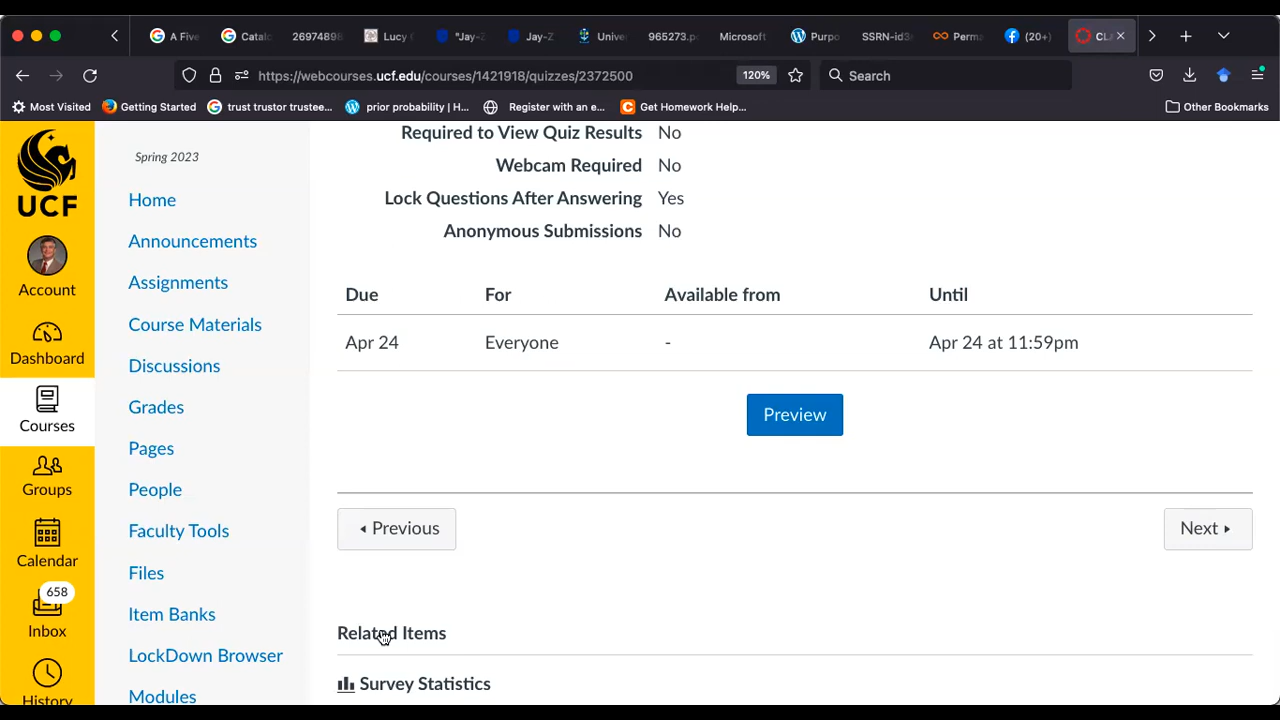 A Five
Catalo
26974898
Lucy
"Jay-Z
Jay-Z
Unive
965273.p
Microsoft
Purpo
SSRN-id3
Perma
(20+)
CLA
https://webcourses.ucf.edu/courses/1421918/quizzes/2372500
120%
Search
Most Visited
Getting Started
trust trustor trustee...
prior probability | H...
Register with an e...
Get Homework Help...
Other Bookmarks
UCF
Account
Dashboard
Courses
Groups
Calendar
658
Inbox
History
Spring 2023
Home
Announcements
Assignments
Course Materials
Discussions
Grades
Pages
People
Faculty Tools
Files
Item Banks
LockDown Browser
Modules
Required to View Quiz Results No
Webcam Required No
Lock Questions After Answering Yes
Anonymous Submissions No
Due For Available from Until
Apr 24 Everyone - Apr 24 at 11:59pm
Preview
Previous
Next
Related Items
Survey Statistics